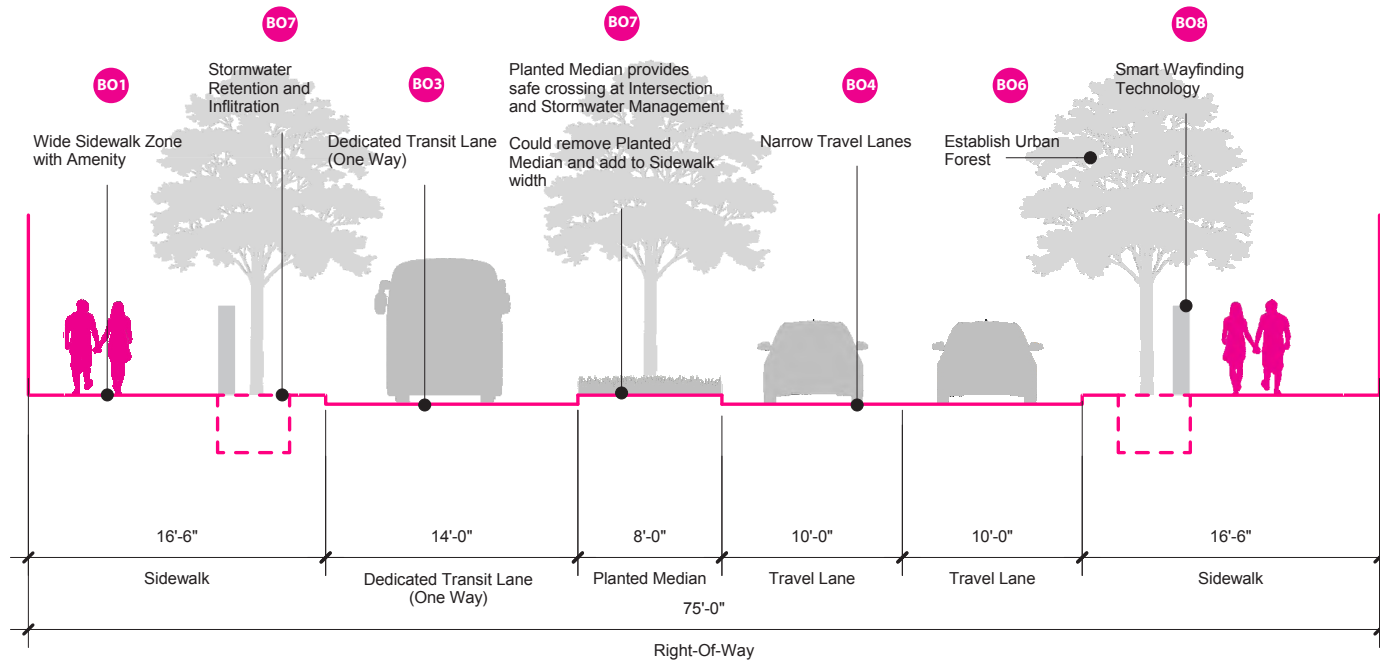 BO1
Wide Sidewalk Zone
with Amenity
BO7
Stormwater
Retention and
Inflitration
BO3
Dedicated Transit Lane
(One Way)
BO7
Planted Median provides
safe crossing at Intersection
and Stormwater Management
Could remove Planted
Median and add to Sidewalk
width
BO4
Narrow Travel Lanes
BO6
Establish Urban
Forest
BO8
Smart Wayfinding
Technology
16'-6"
14'-0"
8'-0"
10'-0"
10'-0"
16'-6"
Sidewalk
Dedicated Transit Lane
(One Way)
Planted Median
Travel Lane
Travel Lane
Sidewalk
75'-0"
Right-Of-Way